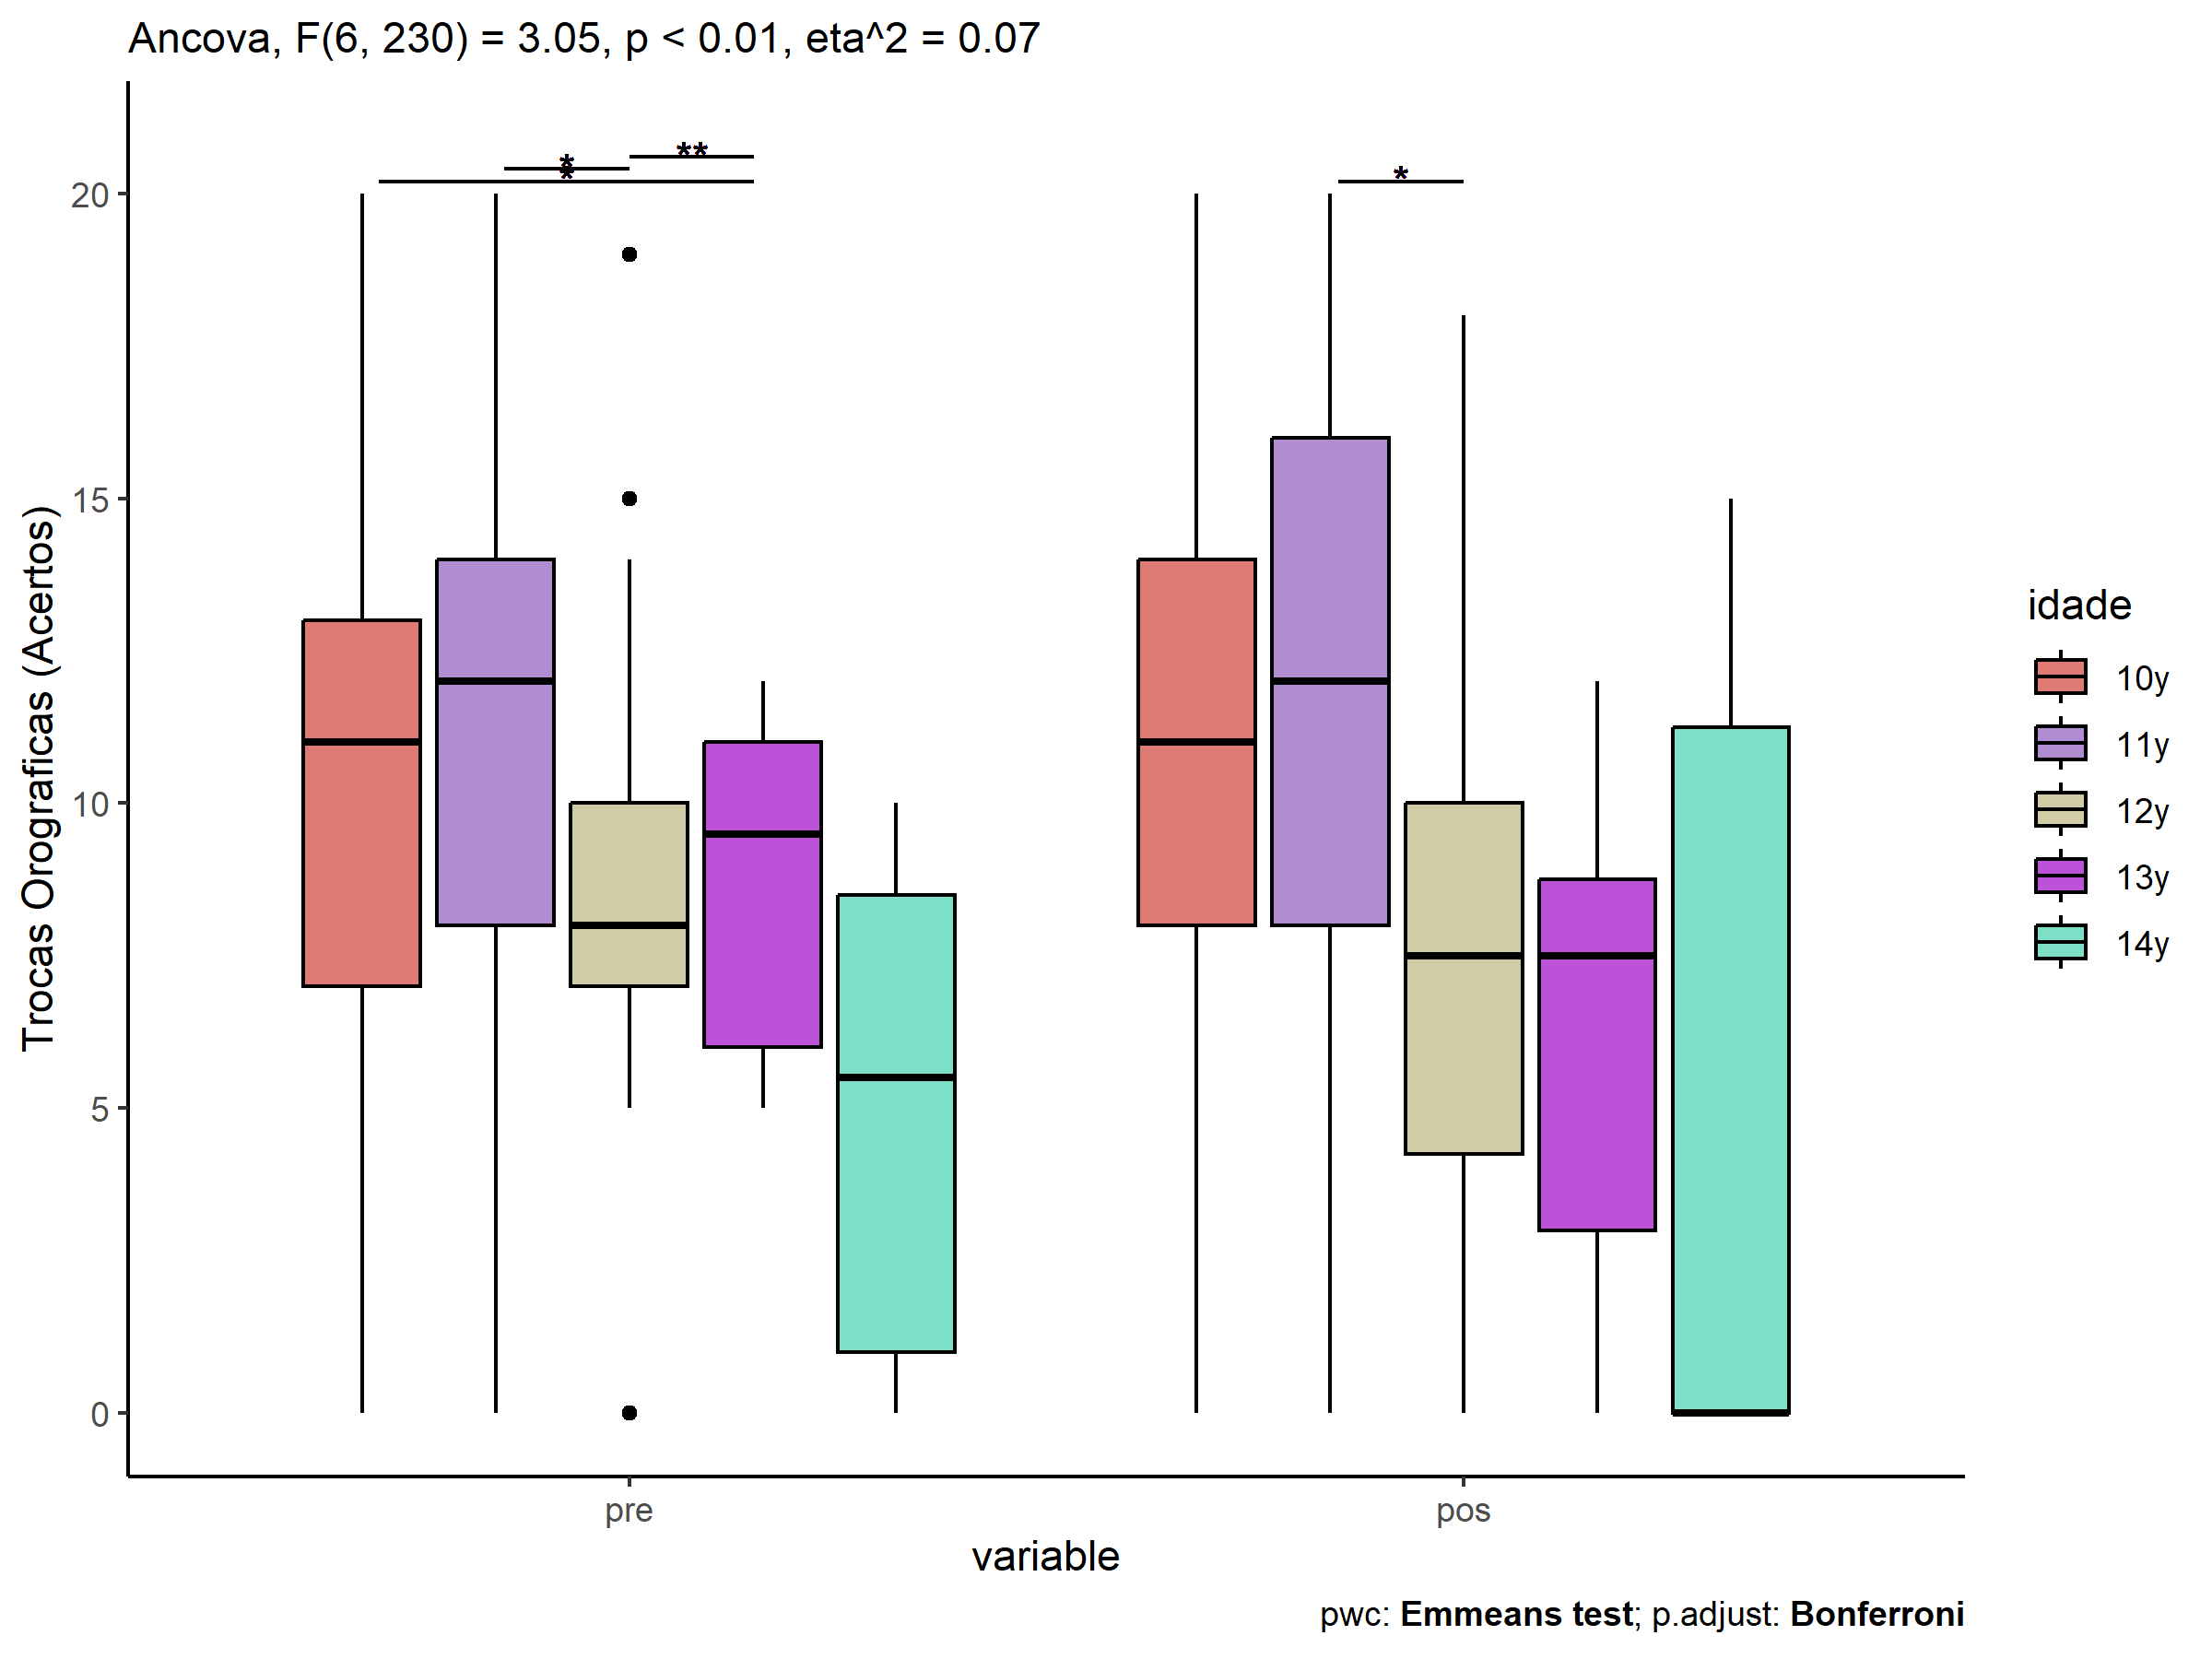 Ancova, F(6, 230) = 3.05, p < 0.01, eta^2 = 0.07
Trocas Orograficas (Acertos)
20
15
10
5
0
*
**
*
*
pre
pos
variable
idade
10y
11y
12y
13y
14y
pwc: Emmeans test; p.adjust: Bonferroni